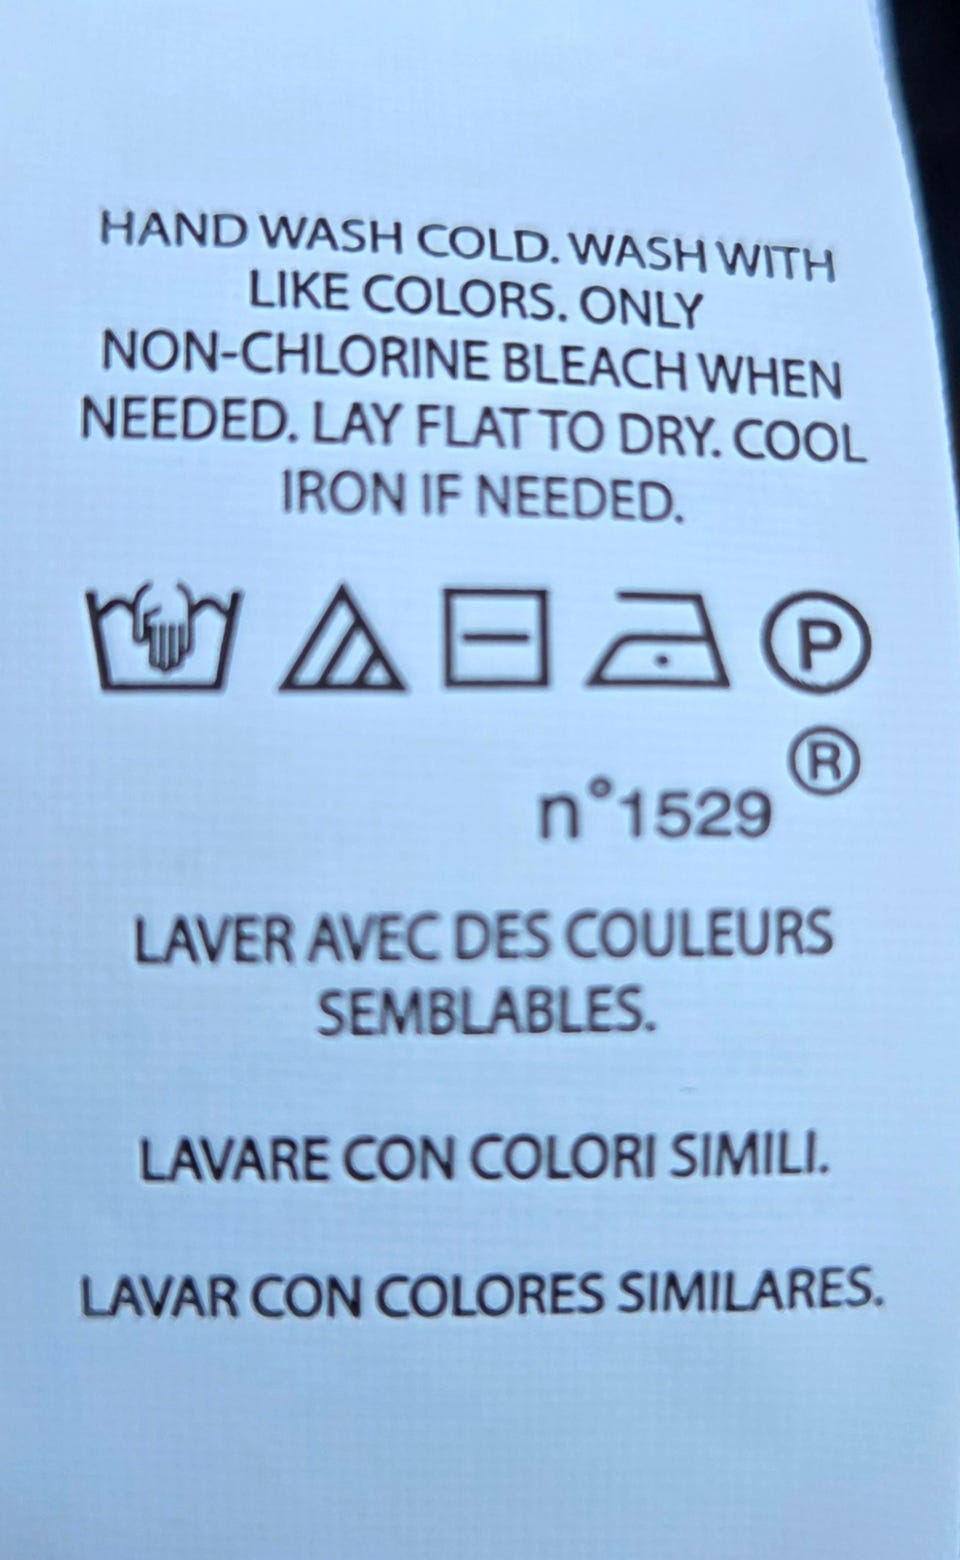 HAND WASH COLD. WASH WITH
LIKE COLORS. ONLY
NON-CHLORINE BLEACH WHEN
NEEDED. LAY FLAT TO DRY. COOL
IRON IF NEEDED.
P
®
n°1529
LAVER AVEC DES COULEURS
SEMBLABLES.
LAVARE CON COLORI SIMILI.
LAVAR CON COLORES SIMILARES.